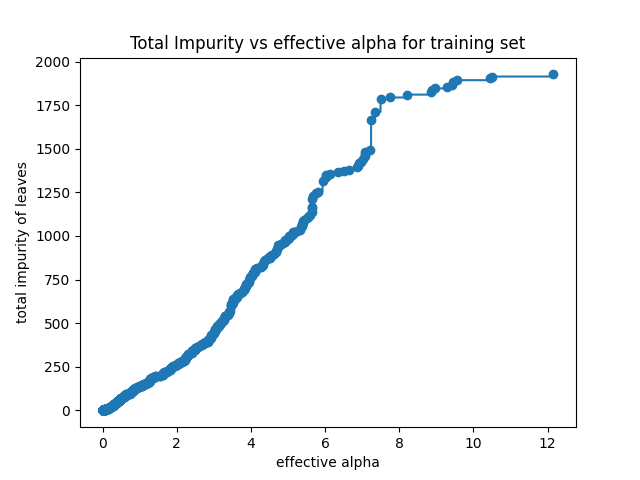 Total Impurity vs effective alpha for training set
total impurity of leaves
2000
1750
1500
1250
1000
750
500
250
0
0 2 4 6 8 10 12
effective alpha